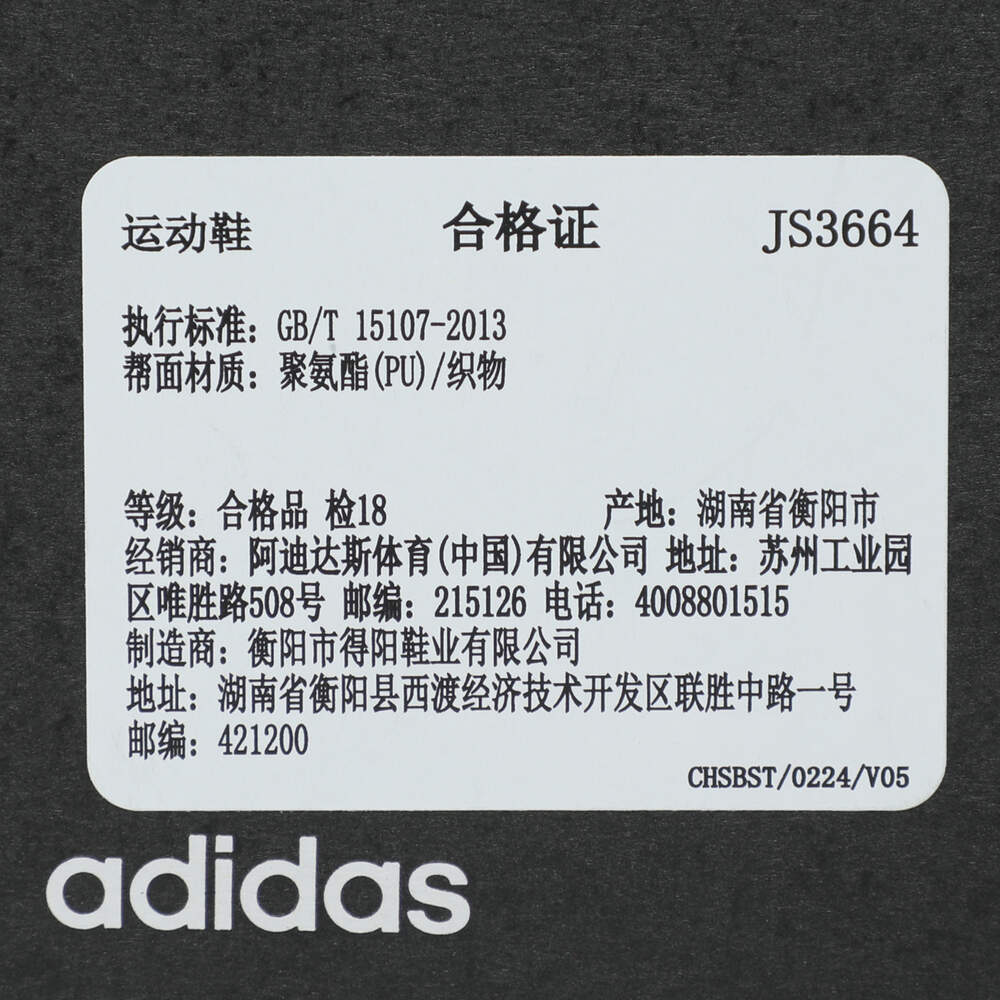 运动鞋 合格证 JS3664
执行标准：GB/T 15107-2013
帮面材质：聚氨酯(PU)/织物
等级：合格品 检18 产地：湖南省衡阳市
经销商：阿迪达斯体育(中国)有限公司 地址：苏州工业园
区唯胜路508号 邮编：215126 电话：4008801515
制造商：衡阳市得阳鞋业有限公司
地址：湖南省衡阳县西渡经济技术开发区联胜中路一号
邮编：421200
CHSBST/0224/V05
adidas